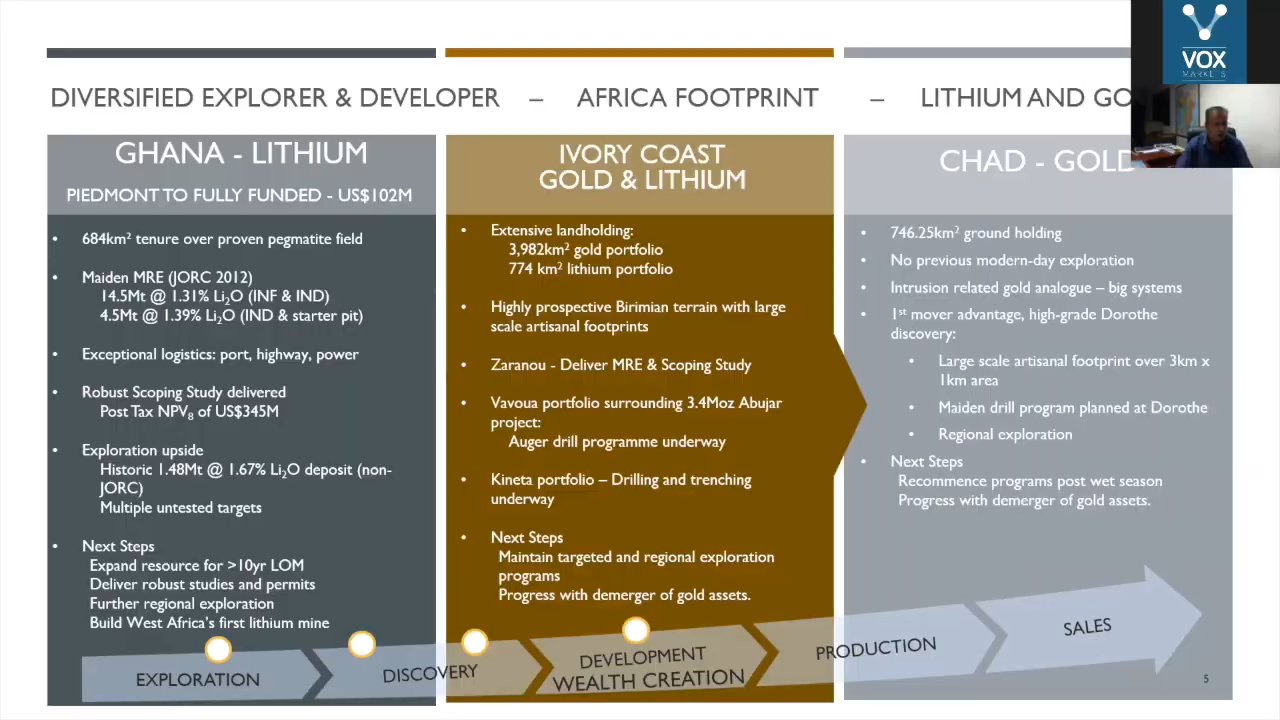 VOX
MARKETS
DIVERSIFIED EXPLORER & DEVELOPER – AFRICA FOOTPRINT – LITHIUM AND GO
GHANA - LITHIUM
PIEDMONT TO FULLY FUNDED - US$102M
• 684km² tenure over proven pegmatite field
• Maiden MRE (JORC 2012)
14.5Mt @ 1.31% Li₂O (INF & IND)
4.5Mt @ 1.39% Li₂O (IND & starter pit)
• Exceptional logistics: port, highway, power
• Robust Scoping Study delivered
Post Tax NPV₈ of US$345M
• Exploration upside
Historic 1.48Mt @ 1.67% Li₂O deposit (non-
JORC)
Multiple untested targets
• Next Steps
Expand resource for >10yr LOM
Deliver robust studies and permits
Further regional exploration
Build West Africa's first lithium mine
IVORY COAST
GOLD & LITHIUM
• Extensive landholding:
3,982km² gold portfolio
774 km² lithium portfolio
• Highly prospective Birimian terrain with large
scale artisanal footprints
• Zaranou - Deliver MRE & Scoping Study
• Vavoua portfolio surrounding 3.4Moz Abujar
project:
Auger drill programme underway
• Kineta portfolio – Drilling and trenching
underway
• Next Steps
Maintain targeted and regional exploration
programs
Progress with demerger of gold assets.
CHAD - GOLD
• 746.25km² ground holding
• No previous modern-day exploration
• Intrusion related gold analogue – big systems
• 1st mover advantage, high-grade Dorothe
discovery:
• Large scale artisanal footprint over 3km x
1km area
• Maiden drill program planned at Dorothe
• Regional exploration
• Next Steps
Recommence programs post wet season
Progress with demerger of gold assets.
EXPLORATION
DISCOVERY
DEVELOPMENT
WEALTH CREATION
PRODUCTION
SALES
5